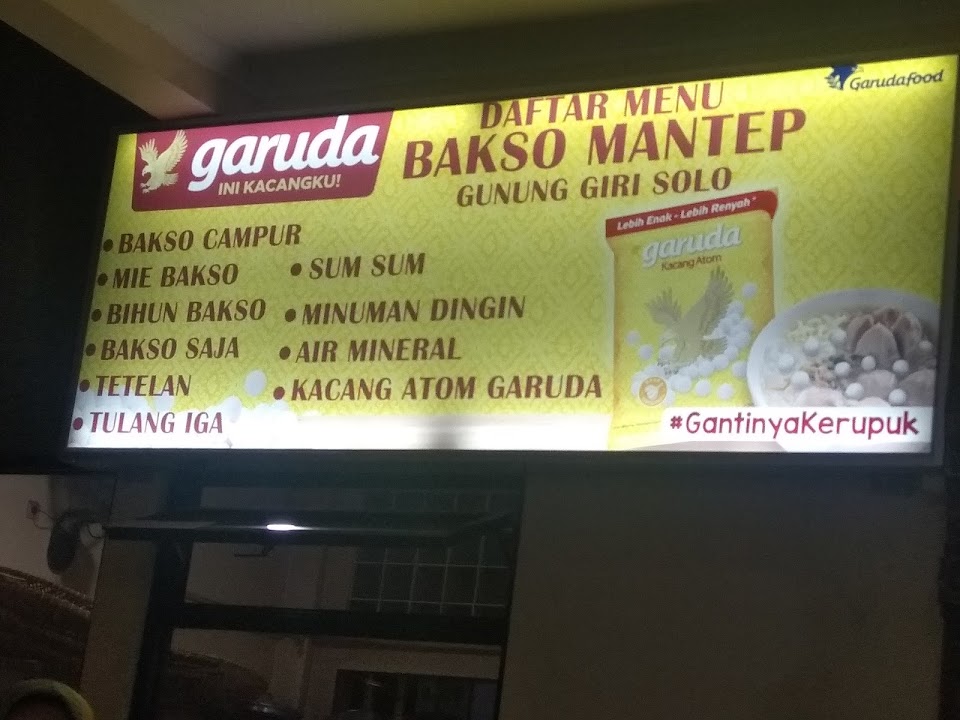 garuda
INI KACANGKU!
DAFTAR MENU
BAKSO MANTEP
GUNUNG GIRI SOLO
Garudafood
• BAKSO CAMPUR
• MIE BAKSO
• BIHUN BAKSO
• BAKSO SAJA
• TETELAN
• TULANG IGA
• SUM SUM
• MINUMAN DINGIN
• AIR MINERAL
• KACANG ATOM GARUDA
Lebih Enak - Lebih Renyah*
garuda
Kacang Atom
#GantinyaKerupuk